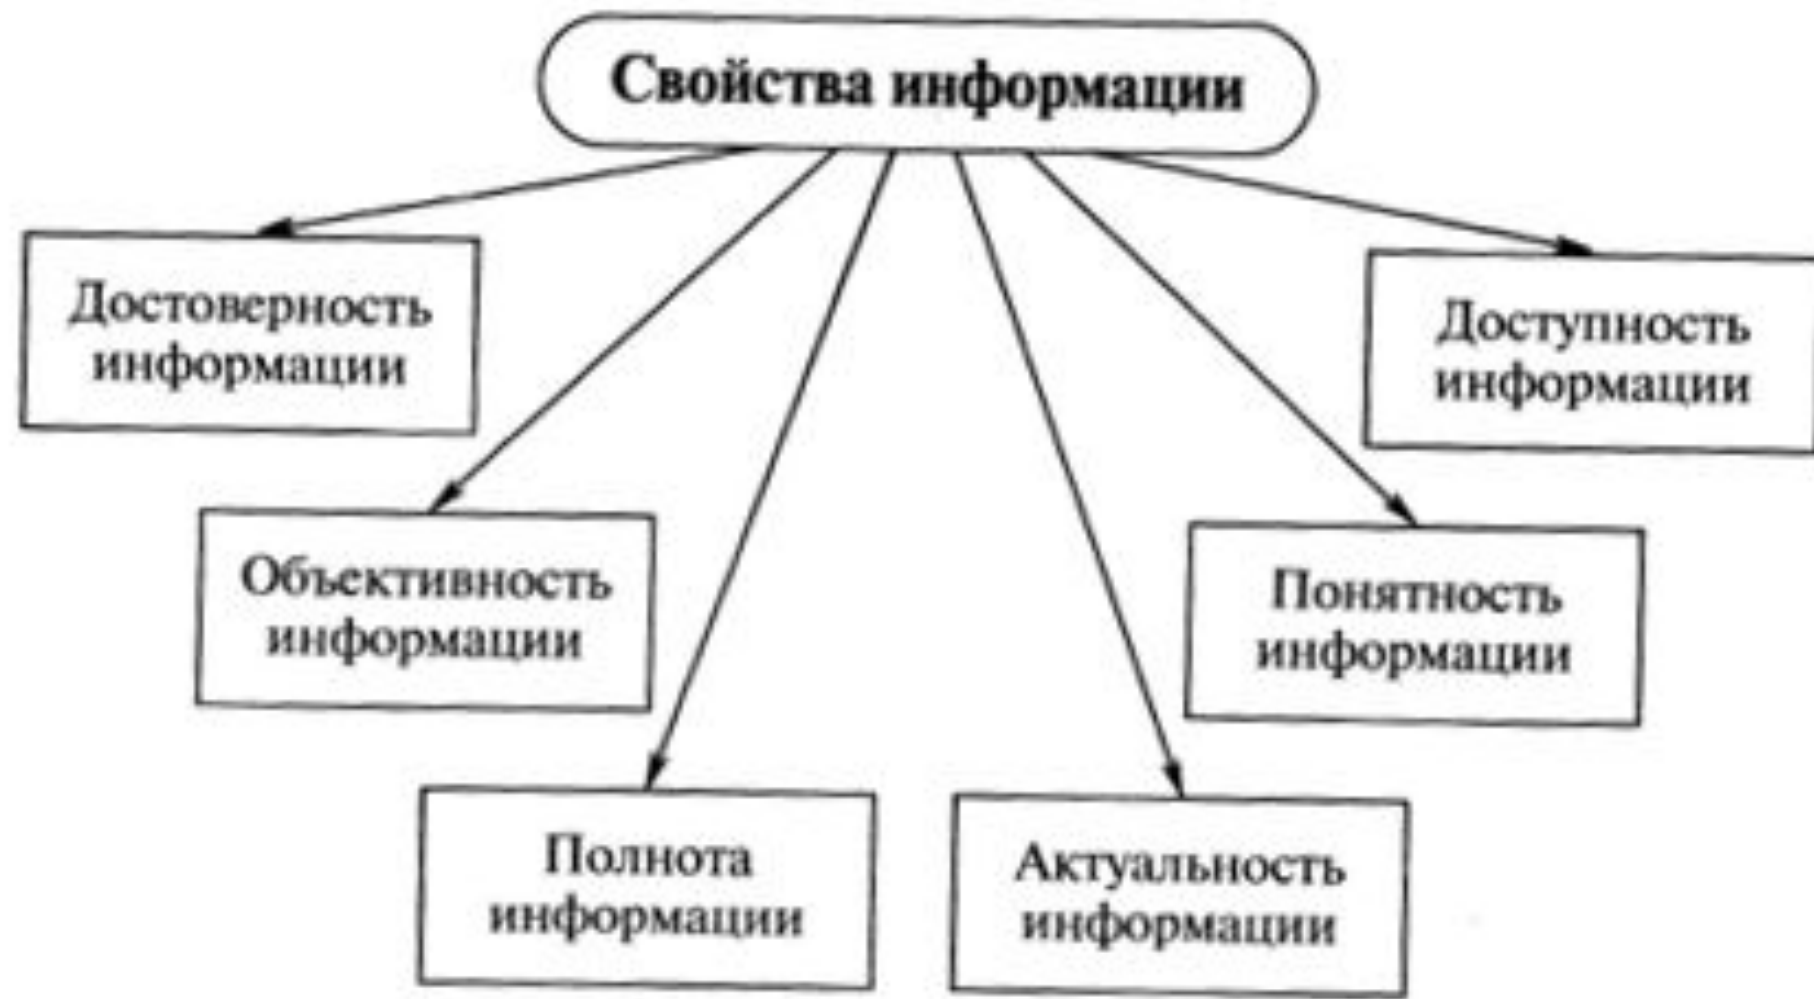 Свойства информации
Достоверность
информации
Доступность
информации
Объективность
информации
Понятность
информации
Полнота
информации
Актуальность
информации